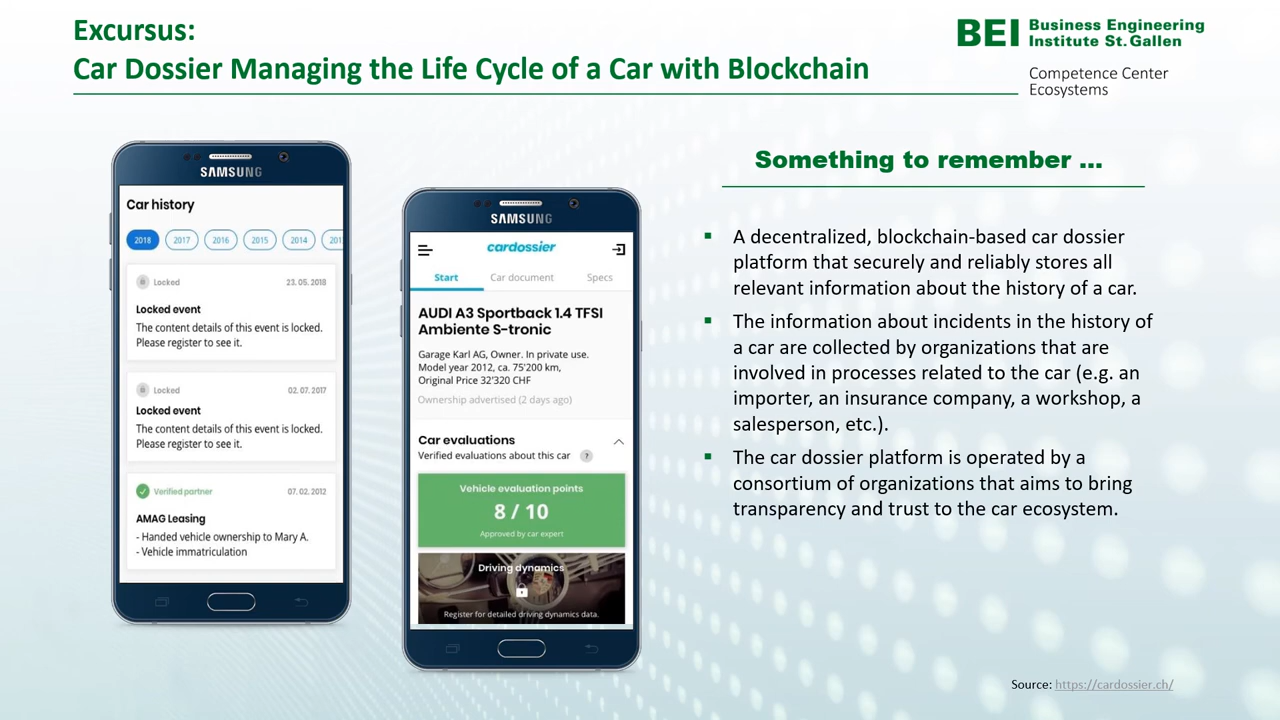 Excursus:
Car Dossier Managing the Life Cycle of a Car with Blockchain
BEI Business Engineering
Institute St. Gallen
Competence Center
Ecosystems
SAMSUNG
Car history
2018 2017 2016 2015 2014 201
Locked 23. 05. 2018
Locked event
The content details of this event is locked.
Please register to see it.
Locked 02. 07. 2017
Locked event
The content details of this event is locked.
Please register to see it.
Verified partner 07. 02. 2012
AMAG Leasing
- Handed vehicle ownership to Mary A.
- Vehicle immatriculation
SAMSUNG
cardossier
Start Car document Specs
AUDI A3 Sportback 1.4 TFSI
Ambiente S-tronic
Garage Karl AG, Owner. In private use.
Model year 2012, ca. 75'200 km,
Original Price 32'320 CHF
Ownership advertised (2 days ago)
Car evaluations
Verified evaluations about this car ?
Vehicle evaluation points
8 / 10
Approved by car expert
Driving dynamics
Register for detailed driving dynamics data.
Something to remember ...
▪ A decentralized, blockchain-based car dossier
platform that securely and reliably stores all
relevant information about the history of a car.
▪ The information about incidents in the history of
a car are collected by organizations that are
involved in processes related to the car (e.g. an
importer, an insurance company, a workshop, a
salesperson, etc.).
▪ The car dossier platform is operated by a
consortium of organizations that aims to bring
transparency and trust to the car ecosystem.
Source: https://cardossier.ch/